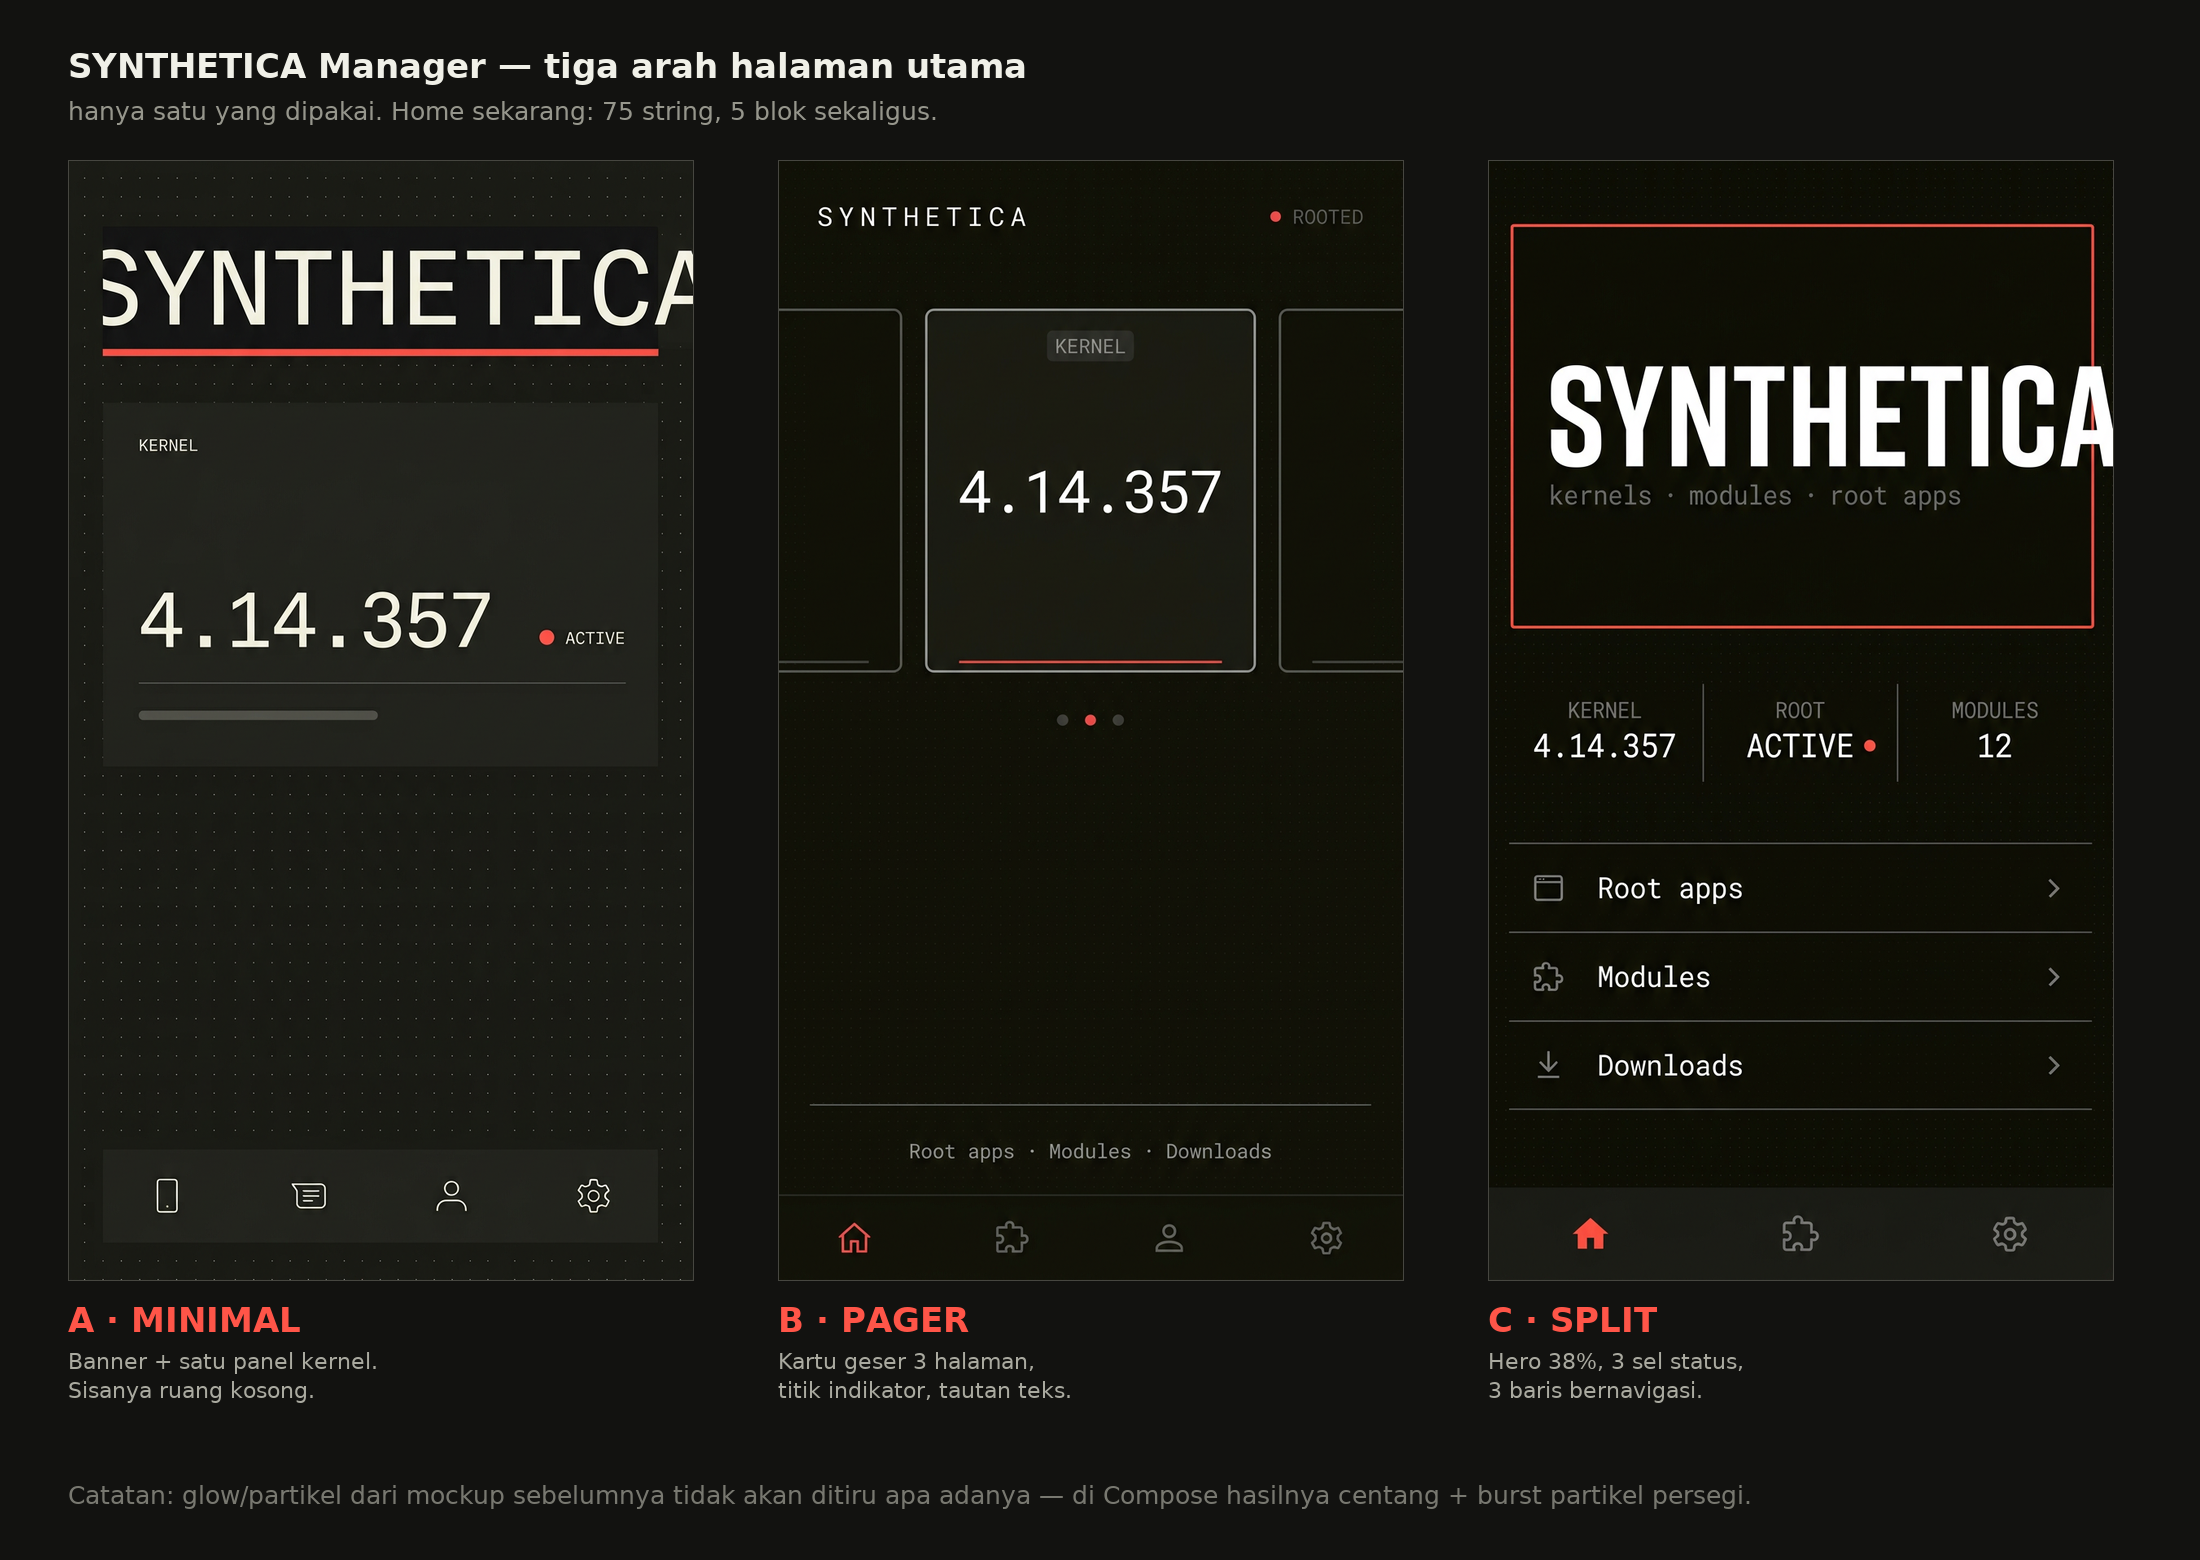 SYNTHETICA Manager — tiga arah halaman utama
hanya satu yang dipakai. Home sekarang: 75 string, 5 blok sekaligus.
SYNTHETICA
KERNEL
4.14.357
ACTIVE
A · MINIMAL
Banner + satu panel kernel.
Sisanya ruang kosong.
SYNTHETICA
ROOTED
KERNEL
4.14.357
Root apps · Modules · Downloads
B · PAGER
Kartu geser 3 halaman,
titik indikator, tautan teks.
SYNTHETICA
kernels · modules · root apps
KERNEL
4.14.357
ROOT
ACTIVE
MODULES
12
Root apps
Modules
Downloads
C · SPLIT
Hero 38%, 3 sel status,
3 baris bernavigasi.
Catatan: glow/partikel dari mockup sebelumnya tidak akan ditiru apa adanya — di Compose hasilnya centang + burst partikel persegi.